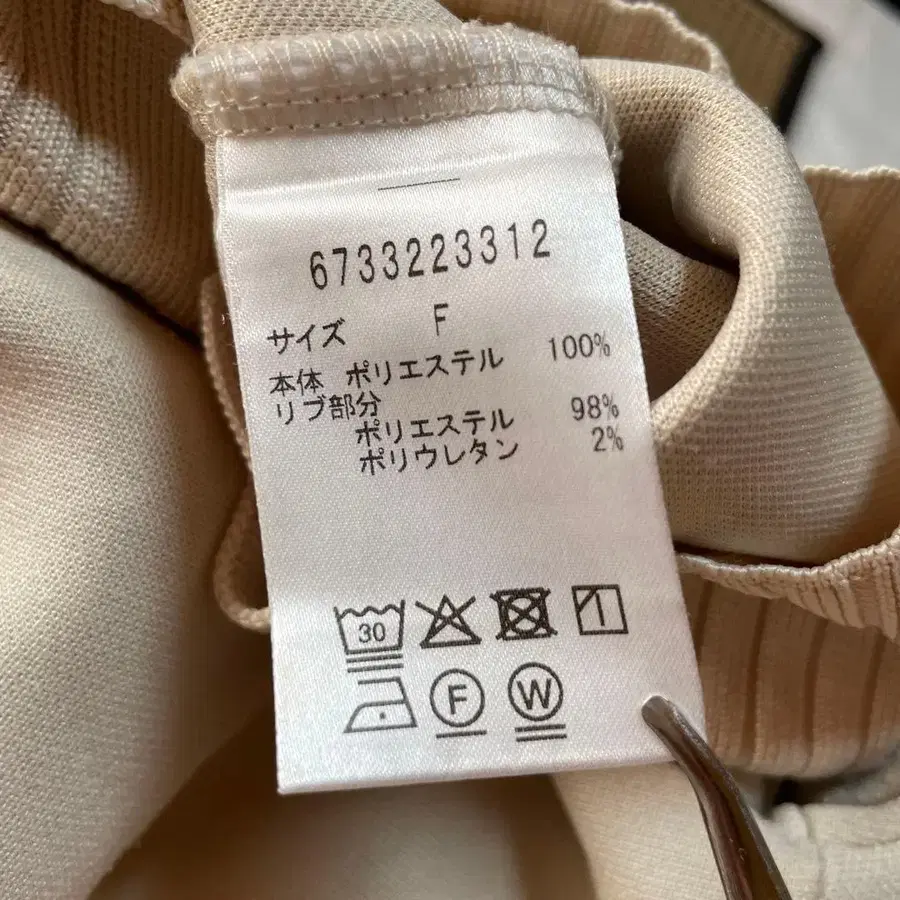 6733223312
サイズ F
本体 ポリエステル 100%
リブ部分
ポリエステル 98%
ポリウレタン 2%
30
F W